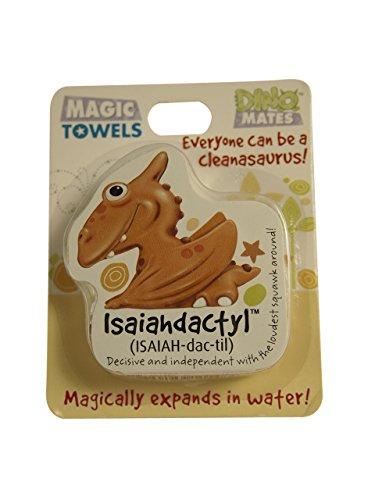 MAGIC
TOWELS
DINO
MATES
Everyone can be a
cleanasaurus!
Isaiahdactyl™
(ISAIAH-dac-til)
Decisive and independent with the loudest squawk around!
Magically expands in water!